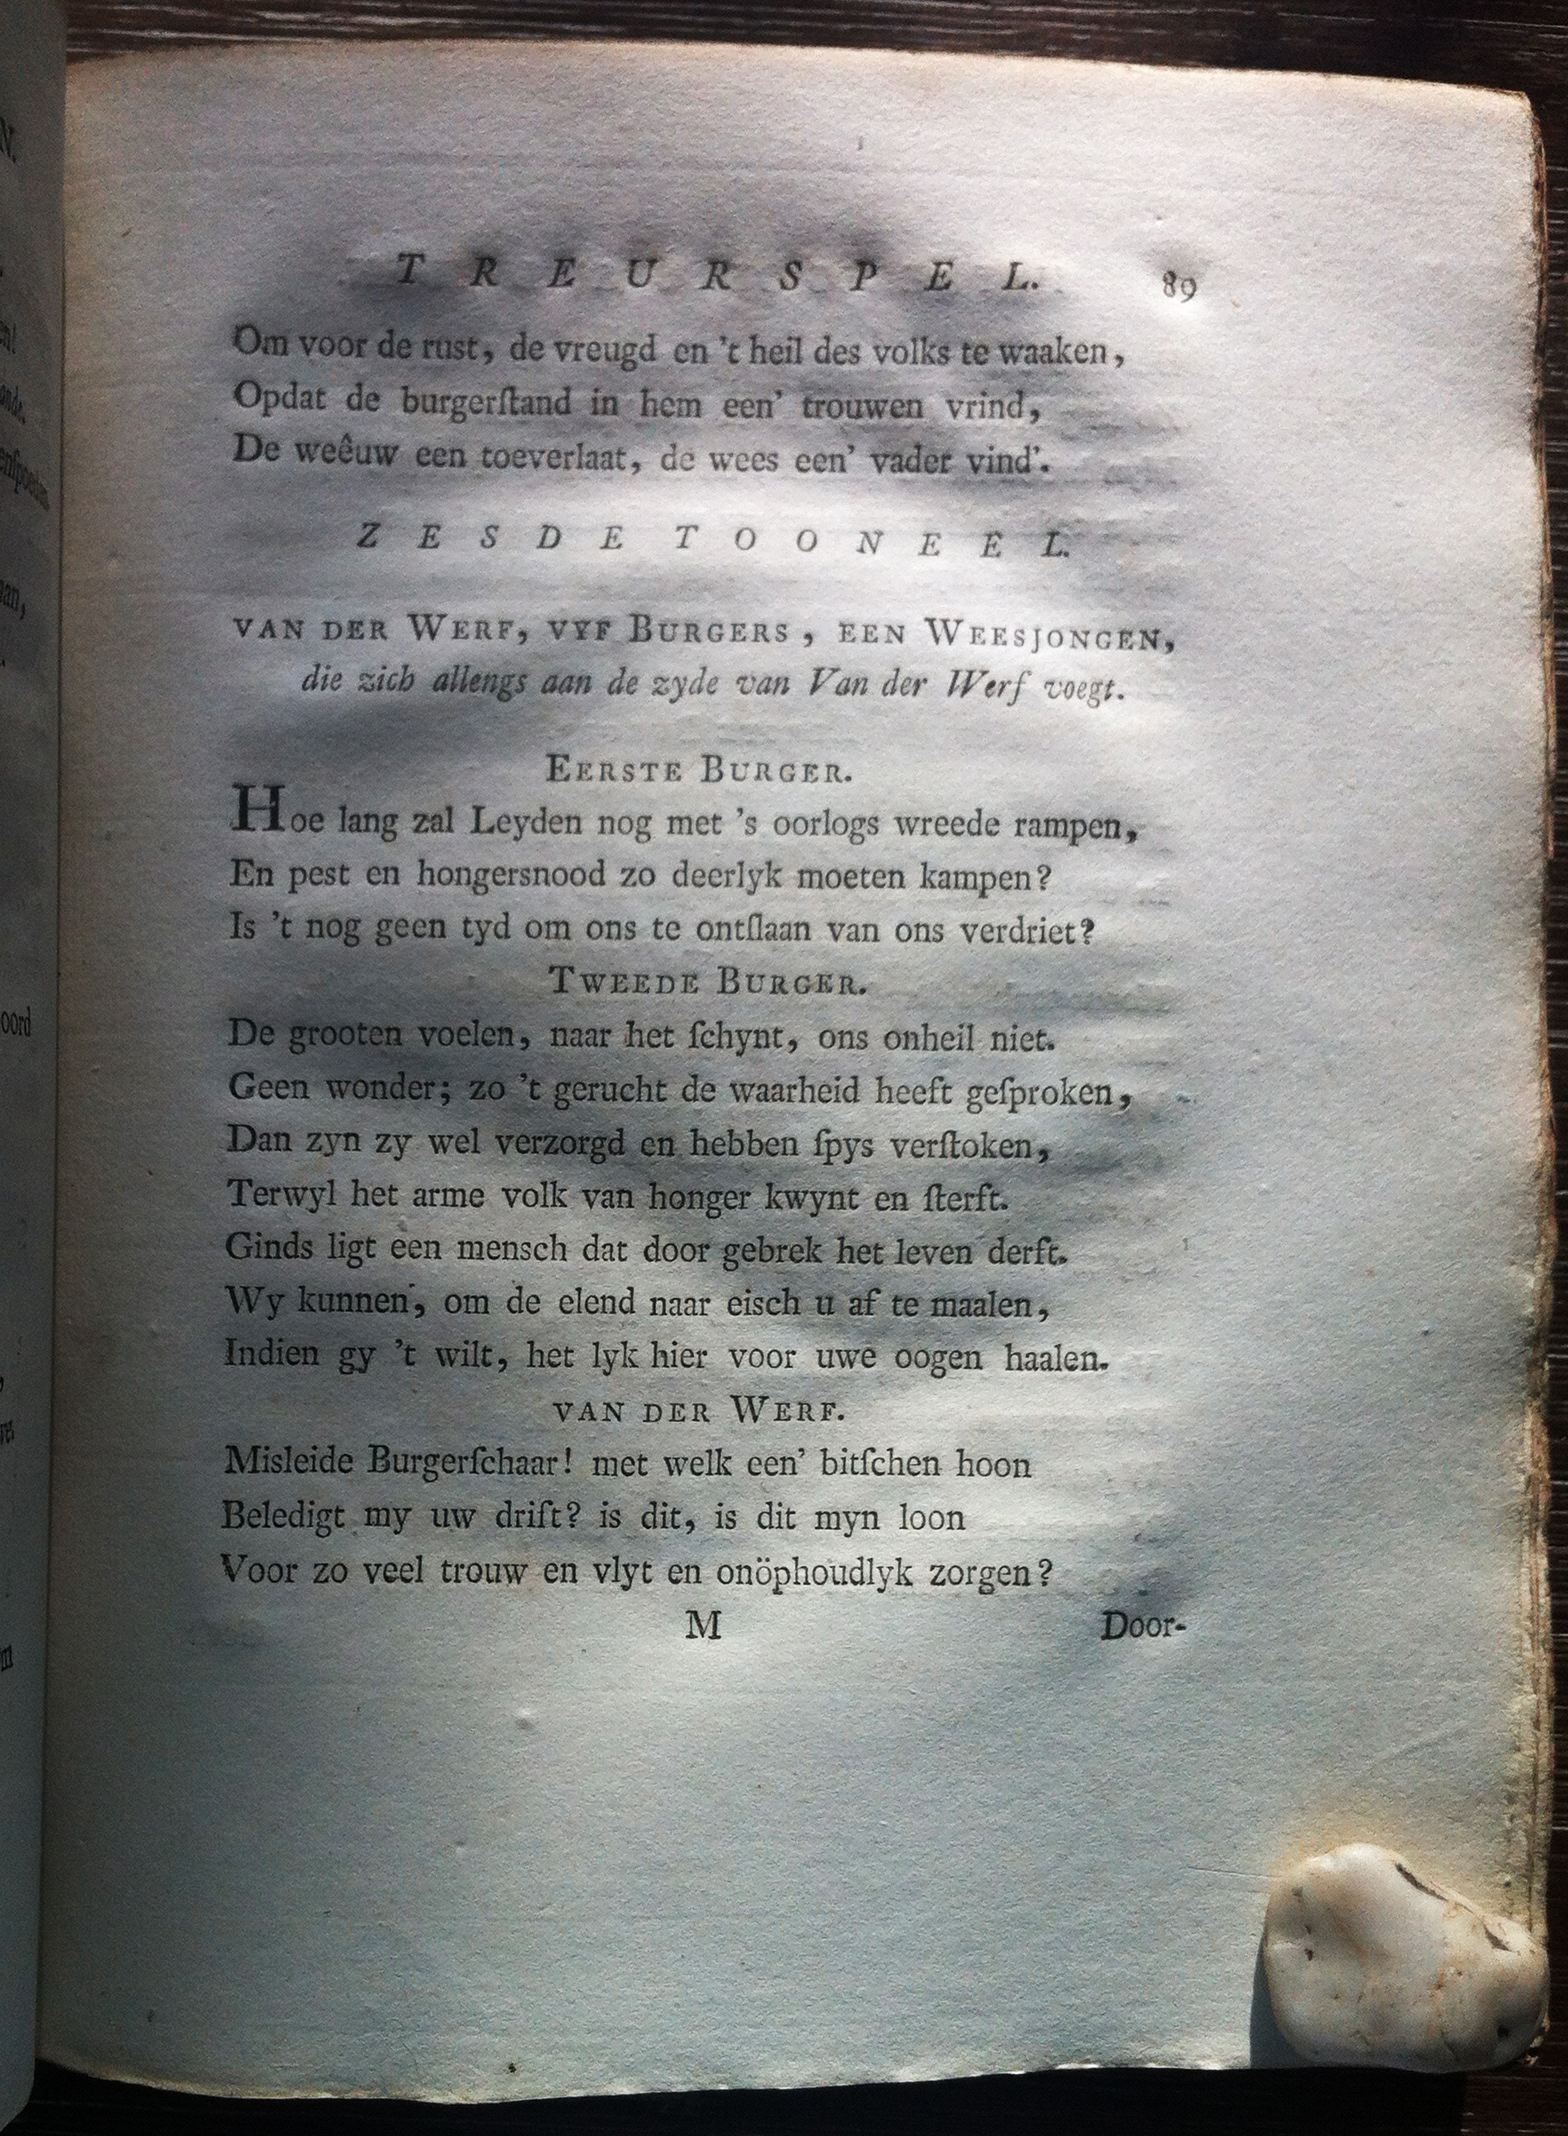 TREURSPEL. 89
Om voor de rust, de vreugd en 't heil des volks te waaken,
Opdat de burgerſtand in hem een' trouwen vrind,
De weêuw een toeverlaat, de wees een' vader vind'.
ZESDE TOONEEL.
VAN DER WERF, VYF BURGERS, EEN WEESJONGEN,
die zich allengs aan de zyde van Van der Werf voegt.
EERSTE BURGER.
Hoe lang zal Leyden nog met 's oorlogs wreede rampen,
En pest en hongersnood zo deerlyk moeten kampen?
Is 't nog geen tyd om ons te ontſlaan van ons verdriet?
TWEEDE BURGER.
De grooten voelen, naar het ſchynt, ons onheil niet.
Geen wonder; zo 't gerucht de waarheid heeft geſproken,
Dan zyn zy wel verzorgd en hebben ſpys verſtoken,
Terwyl het arme volk van honger kwynt en ſterft.
Ginds ligt een mensch dat door gebrek het leven derft.
Wy kunnen, om de elend naar eisch u af te maalen,
Indien gy 't wilt, het lyk hier voor uwe oogen haalen.
VAN DER WERF.
Misleide Burgerſchaar! met welk een' bitſchen hoon
Beledigt my uw drift? is dit, is dit myn loon
Voor zo veel trouw en vlyt en onöphoudlyk zorgen?
M Door-